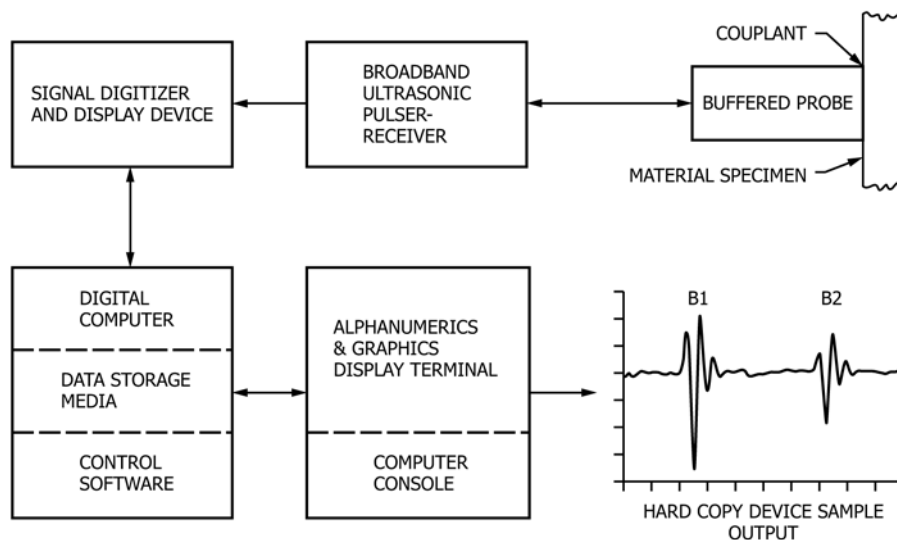 SIGNAL DIGITIZER
AND DISPLAY DEVICE
BROADBAND
ULTRASONIC
PULSER-
RECEIVER
COUPLANT
BUFFERED PROBE
MATERIAL SPECIMEN
DIGITAL
COMPUTER
DATA STORAGE
MEDIA
CONTROL
SOFTWARE
ALPHANUMERICS
& GRAPHICS
DISPLAY TERMINAL
COMPUTER
CONSOLE
B1
B2
HARD COPY DEVICE SAMPLE
OUTPUT